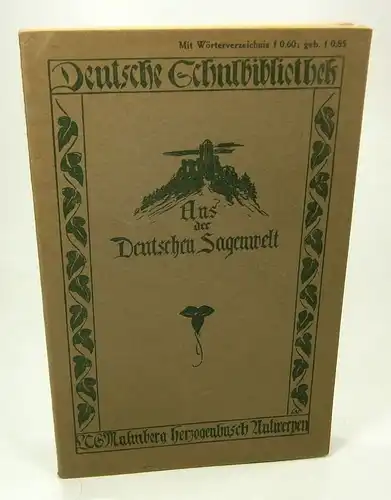 Mit Wörterverzeichnis f 0.60; geb. f 0.85
Deutsche Schulbibliothek
Aus
der
Deutschen Sagenwelt
Malmberg Herzogenbusch Antwerpen